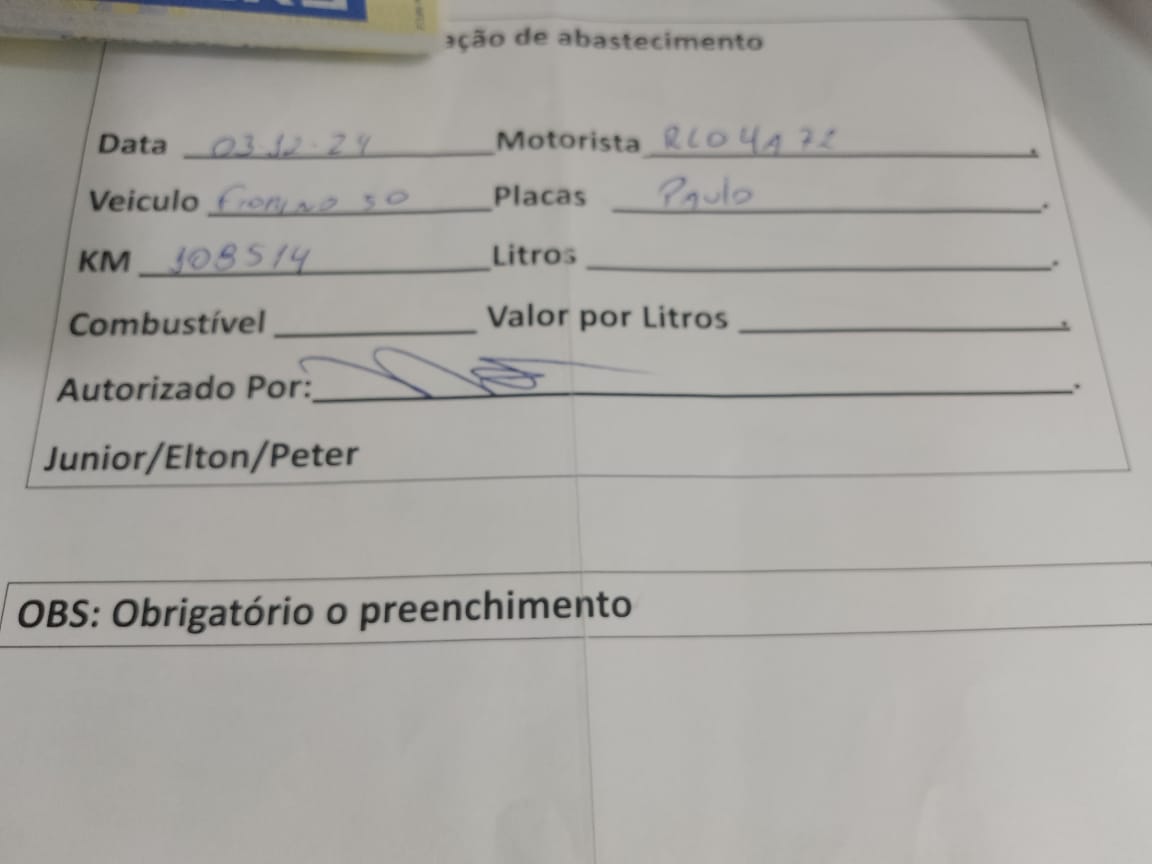 ação de abastecimento
Data 03.12.24 Motorista RLO4A72.
Veiculo Fiorino 50 Placas Paulo.
KM 108514 Litros.
Combustível Valor por Litros.
Autorizado Por:.
Junior/Elton/Peter
OBS: Obrigatório o preenchimento